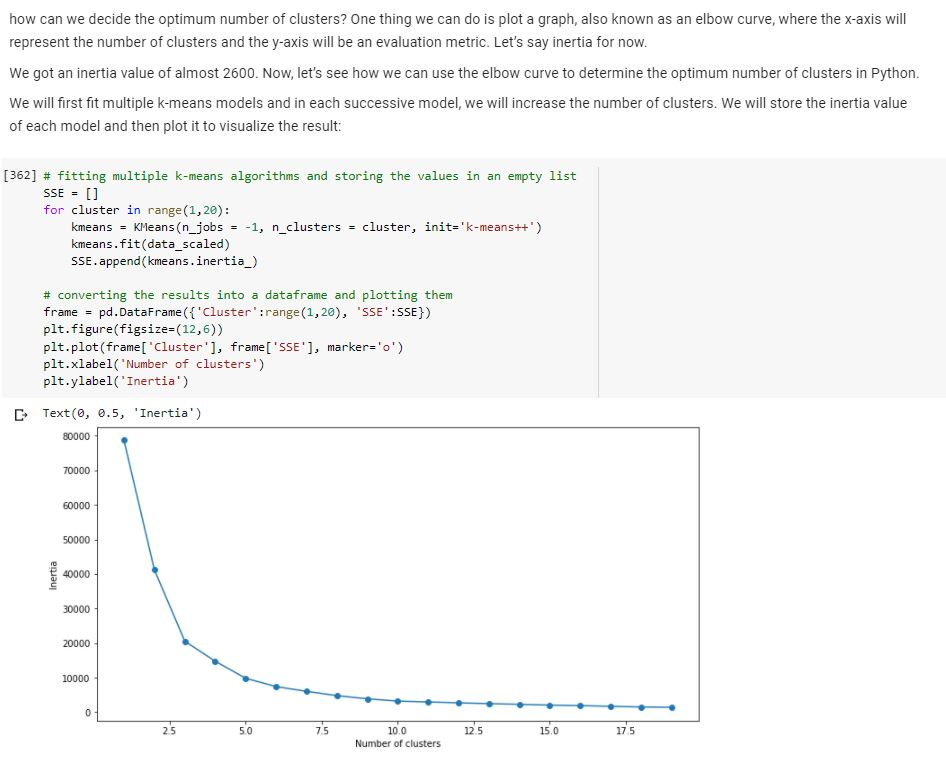 how can we decide the optimum number of clusters? One thing we can do is plot a graph, also known as an elbow curve, where the x-axis will
represent the number of clusters and the y-axis will be an evaluation metric. Let’s say inertia for now.
We got an inertia value of almost 2600. Now, let’s see how we can use the elbow curve to determine the optimum number of clusters in Python.
We will first fit multiple k-means models and in each successive model, we will increase the number of clusters. We will store the inertia value
of each model and then plot it to visualize the result:
[362] # fitting multiple k-means algorithms and storing the values in an empty list
SSE = []
for cluster in range(1,20):
    kmeans = KMeans(n_jobs = -1, n_clusters = cluster, init='k-means++')
    kmeans.fit(data_scaled)
    SSE.append(kmeans.inertia_)
# converting the results into a dataframe and plotting them
frame = pd.DataFrame({'Cluster':range(1,20), 'SSE':SSE})
plt.figure(figsize=(12,6))
plt.plot(frame['Cluster'], frame['SSE'], marker='o')
plt.xlabel('Number of clusters')
plt.ylabel('Inertia')
Text(0, 0.5, 'Inertia')
80000
70000
60000
50000
40000
30000
20000
10000
0
Inertia
2.5 5.0 7.5 10.0 12.5 15.0 17.5
Number of clusters